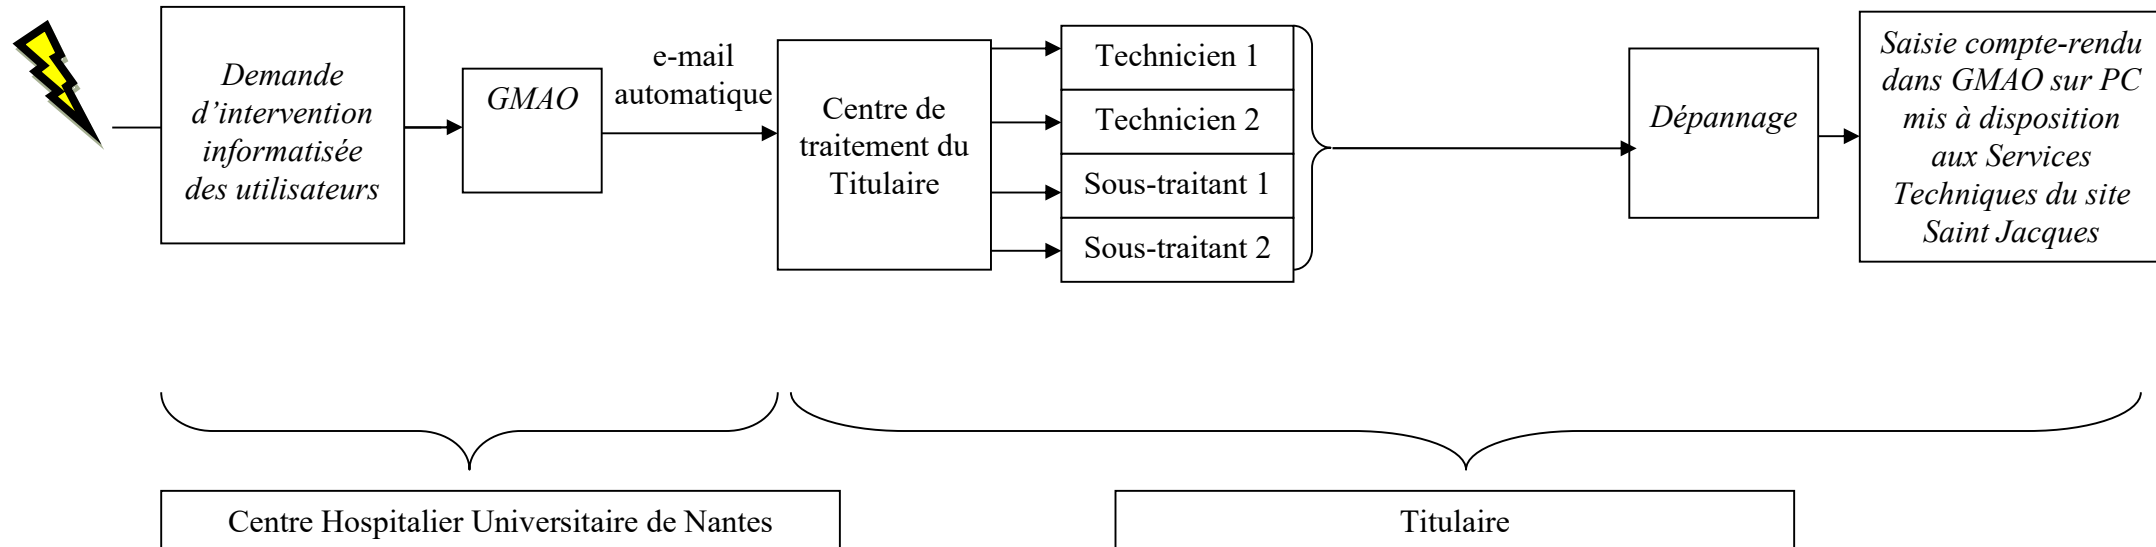 Demande
d’intervention
informatisée
des utilisateurs
GMAO
e-mail
automatique
Centre de
traitement du
Titulaire
Technicien 1
Technicien 2
Sous-traitant 1
Sous-traitant 2
Dépannage
Saisie compte-rendu
dans GMAO sur PC
mis à disposition
aux Services
Techniques du site
Saint Jacques
Centre Hospitalier Universitaire de Nantes
Titulaire